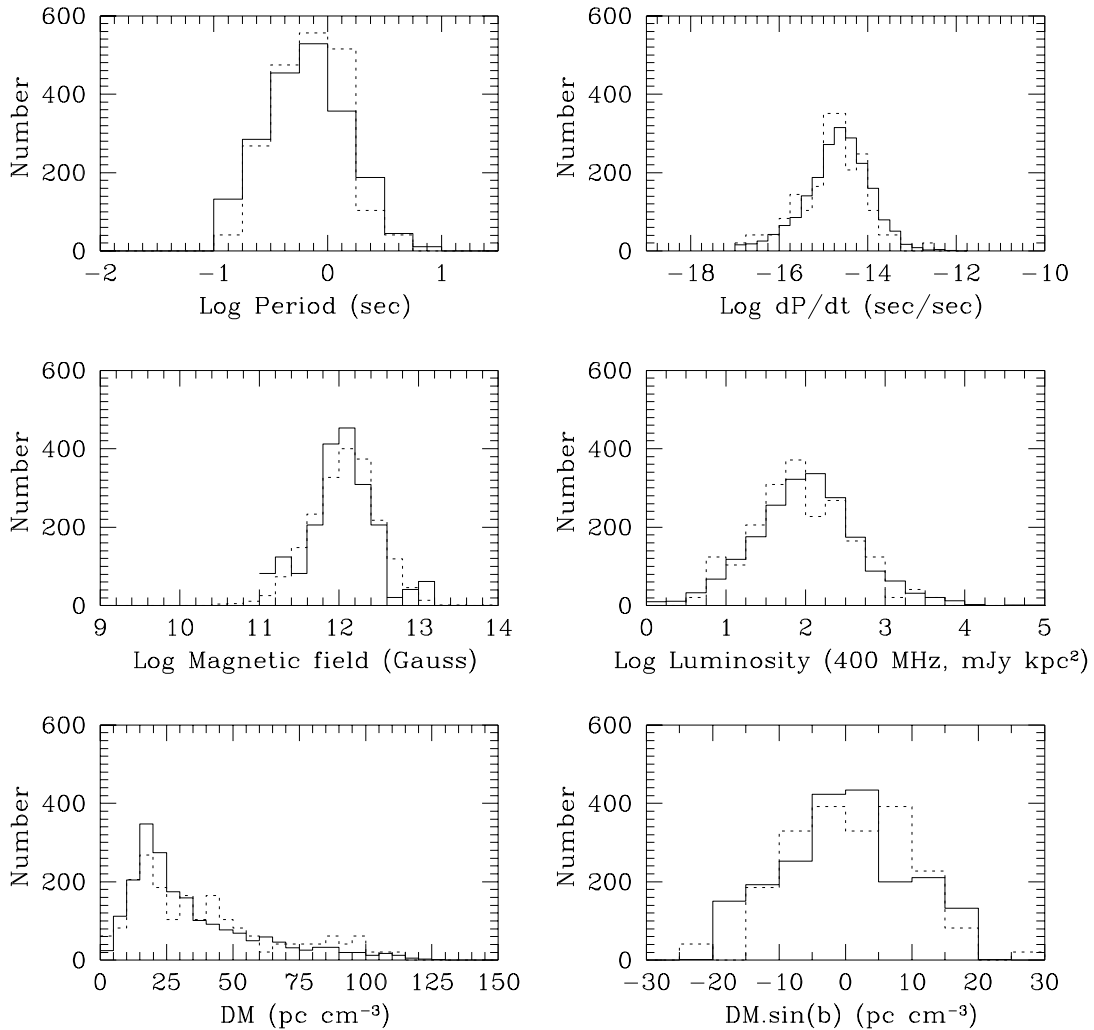 600
400
200
0
Number
−2 −1 0 1
Log Period (sec)
600
400
200
0
Number
−18 −16 −14 −12 −10
Log dP/dt (sec/sec)
600
400
200
0
Number
9 10 11 12 13 14
Log Magnetic field (Gauss)
600
400
200
0
Number
0 1 2 3 4 5
Log Luminosity (400 MHz, mJy kpc²)
600
400
200
0
Number
0 25 50 75 100 125 150
DM (pc cm⁻³)
600
400
200
0
Number
−30 −20 −10 0 10 20 30
DM.sin(b) (pc cm⁻³)